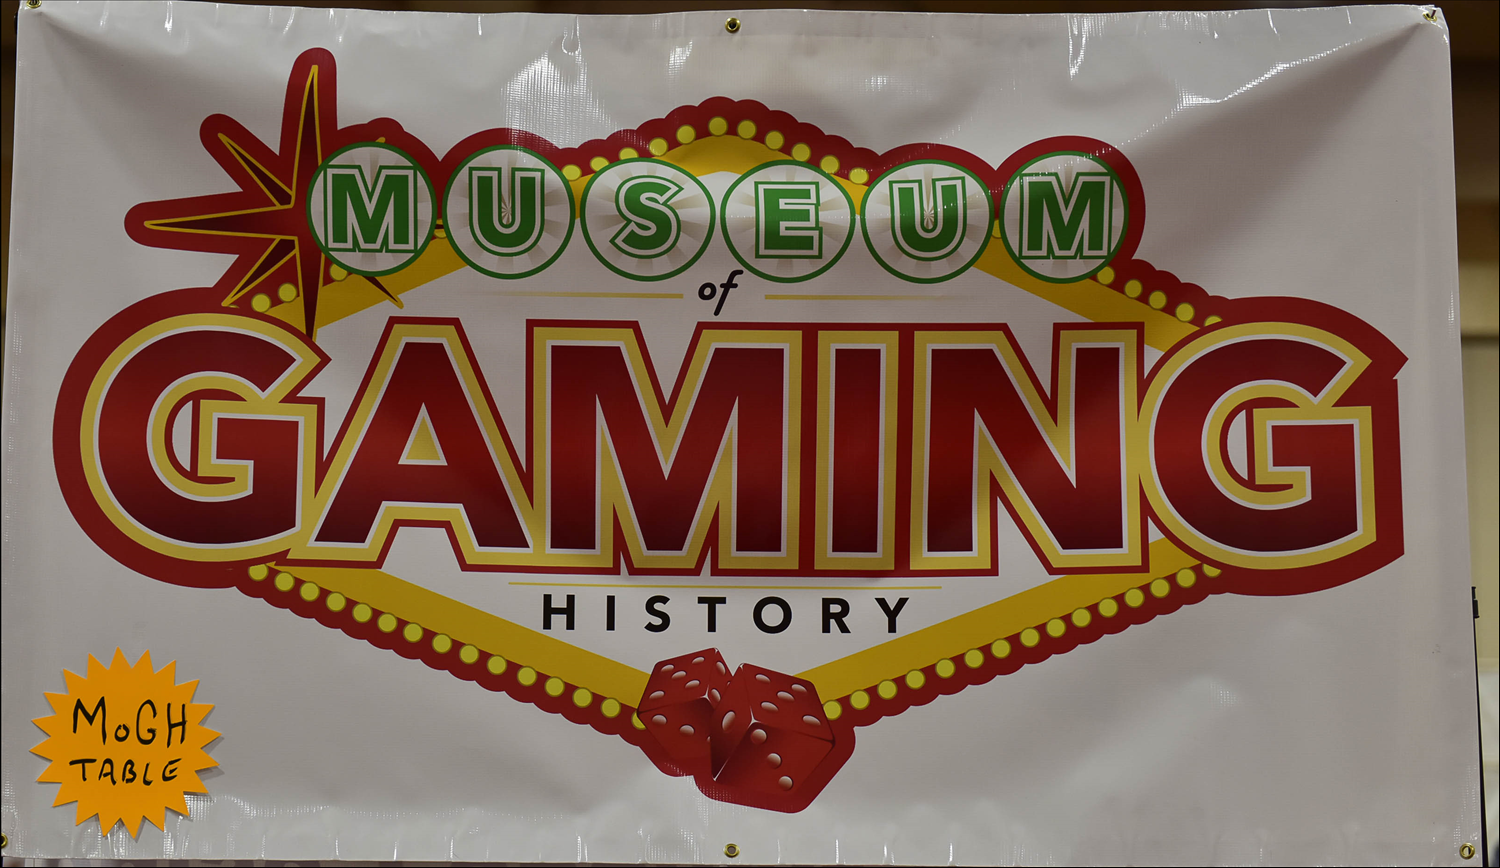 MUSEUM
of
GAMING
HISTORY
MoGH
TABLE